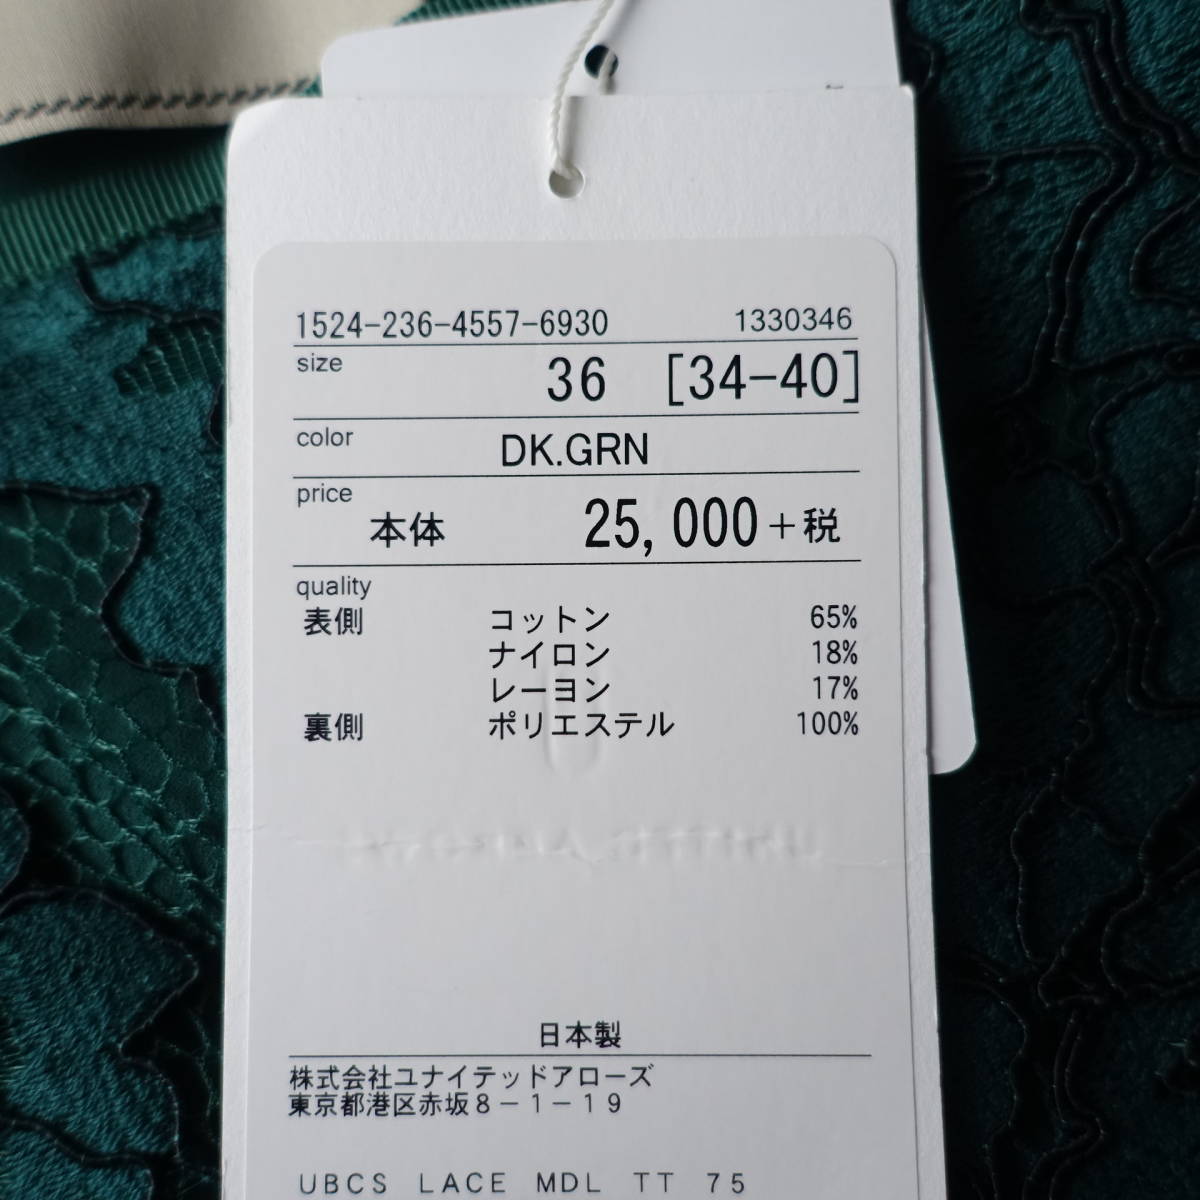 1524-236-4557-6930 1330346
size 36 [34-40]
color DK.GRN
price 本体 25,000+税
quality
表側 コットン 65%
ナイロン 18%
レーヨン 17%
裏側 ポリエステル 100%
日本製
株式会社ユナイテッドアローズ
東京都港区赤坂8-1-19
UBCS LACE MDL TT 75